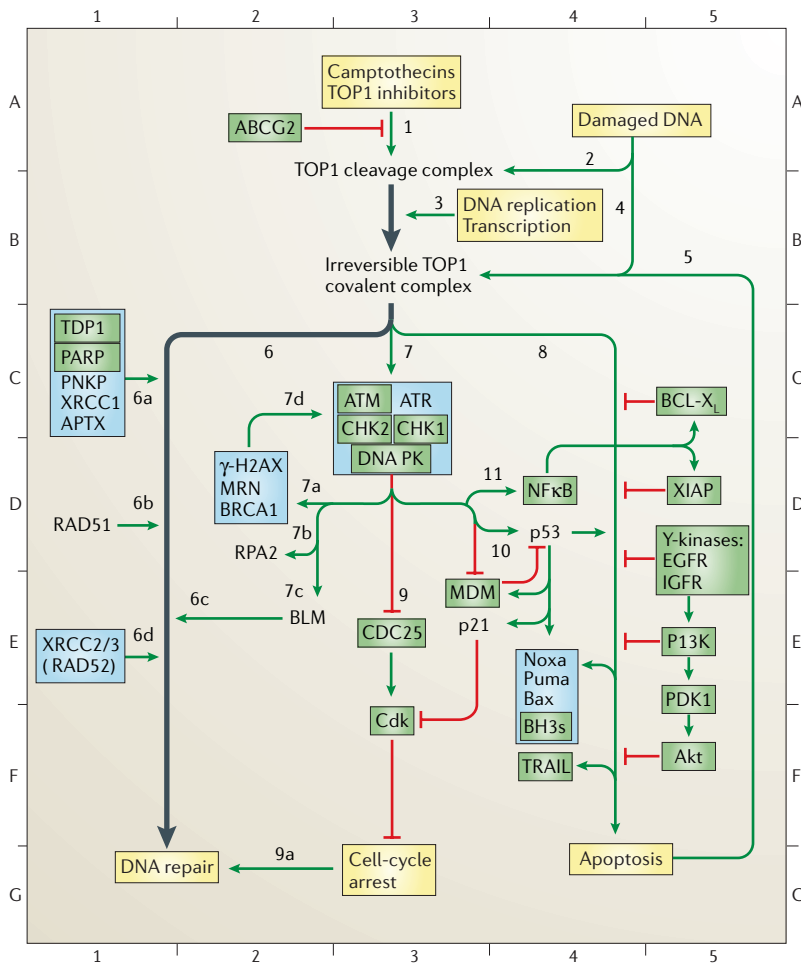 1 2 3 4 5
A
Camptothecins
TOP1 inhibitors
A
ABCG2
1
Damaged DNA
2
TOP1 cleavage complex
3
DNA replication
Transcription
4
B
B
5
Irreversible TOP1
covalent complex
TDP1
PARP
PNKP
XRCC1
APTX
6a
6
7
8
C
C
7d
ATM ATR
CHK2 CHK1
DNA PK
BCL-XL
γ-H2AX
MRN
BRCA1
7a
11
NFκB
XIAP
D
D
6b
RAD51
7b
RPA2
10
p53
Y-kinases:
EGFR
IGFR
7c
6c
BLM
9
MDM
p21
E
E
XRCC2/3
( RAD52)
6d
CDC25
Noxa
Puma
Bax
BH3s
P13K
PDK1
Cdk
F
F
TRAIL
Akt
DNA repair
9a
Cell-cycle
arrest
Apoptosis
G
G
1 2 3 4 5